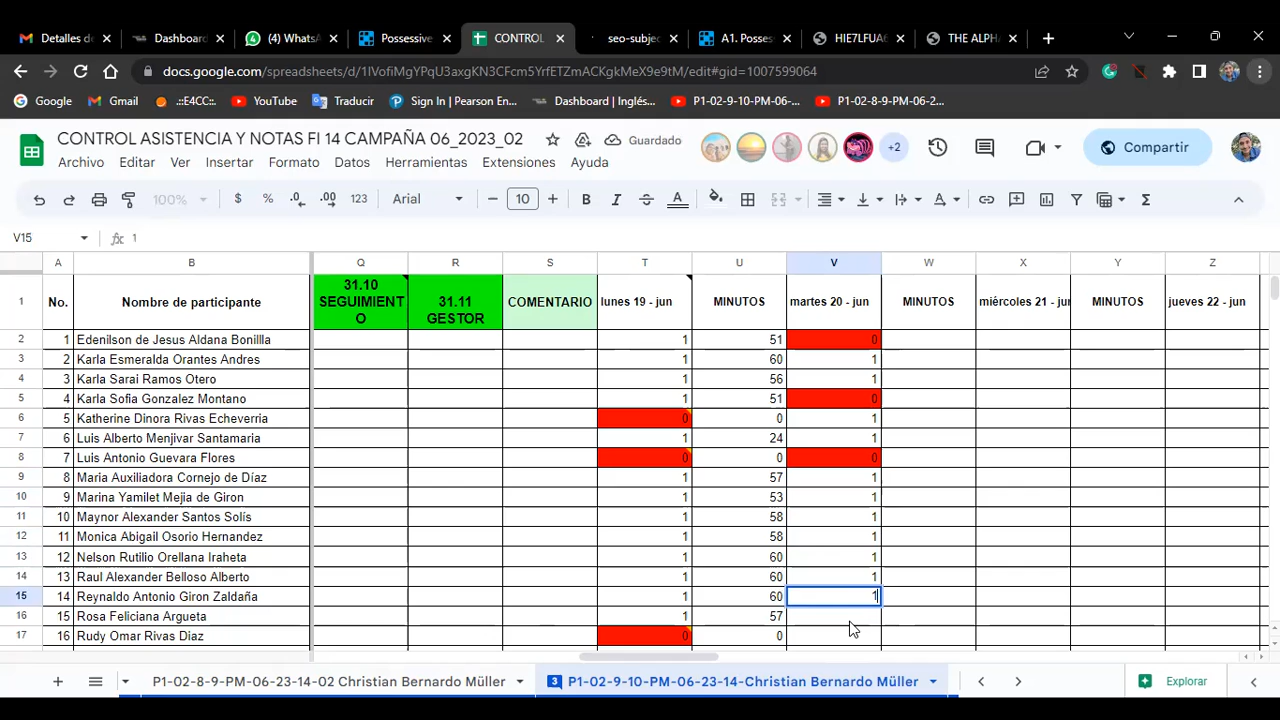 Detalles de
Dashboard
(4) WhatsA
Possessive
CONTROL
seo-subjec
A1. Posses
HIE7LFUA6
THE ALPHA
docs.google.com/spreadsheets/d/1IVofiMgYPqU3axgKN3CFcm5YrfETZmACKgkMeX9e9tM/edit#gid=1007599064
Google
Gmail
.::E4CC:.
YouTube
Traducir
Sign In | Pearson En...
Dashboard | Inglés...
P1-02-9-10-PM-06-...
P1-02-8-9-PM-06-2...
CONTROL ASISTENCIA Y NOTAS FI 14 CAMPAÑA 06_2023_02
Guardado
+2
Compartir
Archivo Editar Ver Insertar Formato Datos Herramientas Extensiones Ayuda
100% $ % .0 .00 123 Arial 10 B I A
V15 fx 1
A B Q R S T U V W X Y Z
1 No. Nombre de participante 31.10 SEGUIMIENTO 31.11 GESTOR COMENTARIO lunes 19 - jun MINUTOS martes 20 - jun MINUTOS miércoles 21 - jun MINUTOS jueves 22 - jun
2 1 Edenilson de Jesus Aldana Bonillla 1 51 0
3 2 Karla Esmeralda Orantes Andres 1 60 1
4 3 Karla Sarai Ramos Otero 1 56 1
5 4 Karla Sofia Gonzalez Montano 1 51 0
6 5 Katherine Dinora Rivas Echeverria 0 0 1
7 6 Luis Alberto Menjivar Santamaria 1 24 1
8 7 Luis Antonio Guevara Flores 0 0 0
9 8 Maria Auxiliadora Cornejo de Díaz 1 57 1
10 9 Marina Yamilet Mejia de Giron 1 53 1
11 10 Maynor Alexander Santos Solís 1 58 1
12 11 Monica Abigail Osorio Hernandez 1 58 1
13 12 Nelson Rutilio Orellana Iraheta 1 60 1
14 13 Raul Alexander Belloso Alberto 1 60 1
15 14 Reynaldo Antonio Giron Zaldaña 1 60 1
16 15 Rosa Feliciana Argueta 1 57
17 16 Rudy Omar Rivas Diaz 0 0
P1-02-8-9-PM-06-23-14-02 Christian Bernardo Müller
3 P1-02-9-10-PM-06-23-14-Christian Bernardo Müller
Explorar